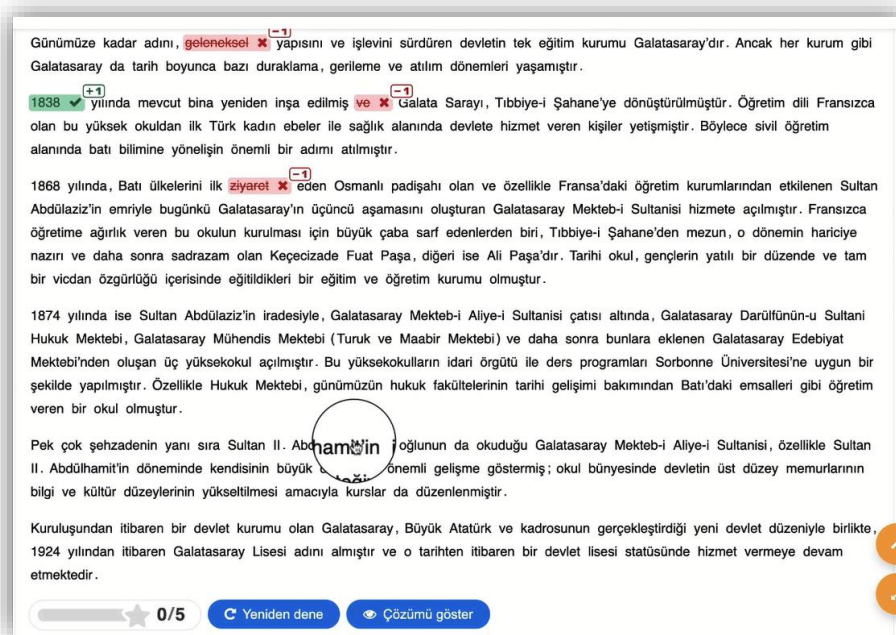 Günümüze kadar adını, geleneksel ✖ -1 yapısını ve işlevini sürdüren devletin tek eğitim kurumu Galatasaray'dır. Ancak her kurum gibi
Galatasaray da tarih boyunca bazı duraklama, gerileme ve atılım dönemleri yaşamıştır.
1838 ✔ +1 yılında mevcut bina yeniden inşa edilmiş ve ✖ -1 Galata Sarayı, Tıbbiye-i Şahane'ye dönüştürülmüştür. Öğretim dili Fransızca
olan bu yüksek okuldan ilk Türk kadın ebeler ile sağlık alanında devlete hizmet veren kişiler yetişmiştir. Böylece sivil öğretim
alanında batı bilimine yönelişin önemli bir adımı atılmıştır.
1868 yılında, Batı ülkelerini ilk ziyaret ✖ -1 eden Osmanlı padişahı olan ve özellikle Fransa'daki öğretim kurumlarından etkilenen Sultan
Abdülaziz'in emriyle bugünkü Galatasaray'ın üçüncü aşamasını oluşturan Galatasaray Mekteb-i Sultanisi hizmete açılmıştır. Fransızca
öğretime ağırlık veren bu okulun kurulması için büyük çaba sarf edenlerden biri, Tıbbiye-i Şahane'den mezun, o dönemin hariciye
nazırı ve daha sonra sadrazam olan Keçecizade Fuat Paşa, diğeri ise Ali Paşa'dır. Tarihi okul, gençlerin yatılı bir düzende ve tam
bir vicdan özgürlüğü içerisinde eğitildikleri bir eğitim ve öğretim kurumu olmuştur.
1874 yılında ise Sultan Abdülaziz'in iradesiyle, Galatasaray Mekteb-i Aliye-i Sultanisi çatısı altında, Galatasaray Darülfünün-u Sultani
Hukuk Mektebi, Galatasaray Mühendis Mektebi (Turuk ve Maabir Mektebi) ve daha sonra bunlara eklenen Galatasaray Edebiyat
Mektebi'nden oluşan üç yüksekokul açılmıştır. Bu yüksekokulların idari örgütü ile ders programları Sorbonne Üniversitesi'ne uygun bir
şekilde yapılmıştır. Özellikle Hukuk Mektebi, günümüzün hukuk fakültelerinin tarihi gelişimi bakımından Batı'daki emsalleri gibi öğretim
veren bir okul olmuştur.
Pek çok şehzadenin yanı sıra Sultan II. oğlunun da okuduğu Galatasaray Mekteb-i Aliye-i Sultanisi, özellikle Sultan
II. Abdülhamit'in döneminde kendisinin büyük önemli gelişme göstermiş; okul bünyesinde devletin üst düzey memurlarının
bilgi ve kültür düzeylerinin yükseltilmesi amacıyla kurslar da düzenlenmiştir.
Kuruluşundan itibaren bir devlet kurumu olan Galatasaray, Büyük Atatürk ve kadrosunun gerçekleştirdiği yeni devlet düzeniyle birlikte,
1924 yılından itibaren Galatasaray Lisesi adını almıştır ve o tarihten itibaren bir devlet lisesi statüsünde hizmet vermeye devam
etmektedir.
0/5 Yeniden dene Çözümü göster